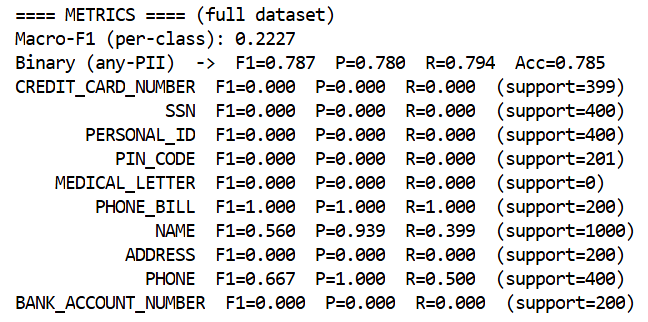 ==== METRICS ==== (full dataset)
Macro-F1 (per-class): 0.2227
Binary (any-PII)  ->  F1=0.787  P=0.780  R=0.794  Acc=0.785
CREDIT_CARD_NUMBER  F1=0.000  P=0.000  R=0.000  (support=399)
SSN  F1=0.000  P=0.000  R=0.000  (support=400)
PERSONAL_ID  F1=0.000  P=0.000  R=0.000  (support=400)
PIN_CODE  F1=0.000  P=0.000  R=0.000  (support=201)
MEDICAL_LETTER  F1=0.000  P=0.000  R=0.000  (support=0)
PHONE_BILL  F1=1.000  P=1.000  R=1.000  (support=200)
NAME  F1=0.560  P=0.939  R=0.399  (support=1000)
ADDRESS  F1=0.000  P=0.000  R=0.000  (support=200)
PHONE  F1=0.667  P=1.000  R=0.500  (support=400)
BANK_ACCOUNT_NUMBER  F1=0.000  P=0.000  R=0.000  (support=200)